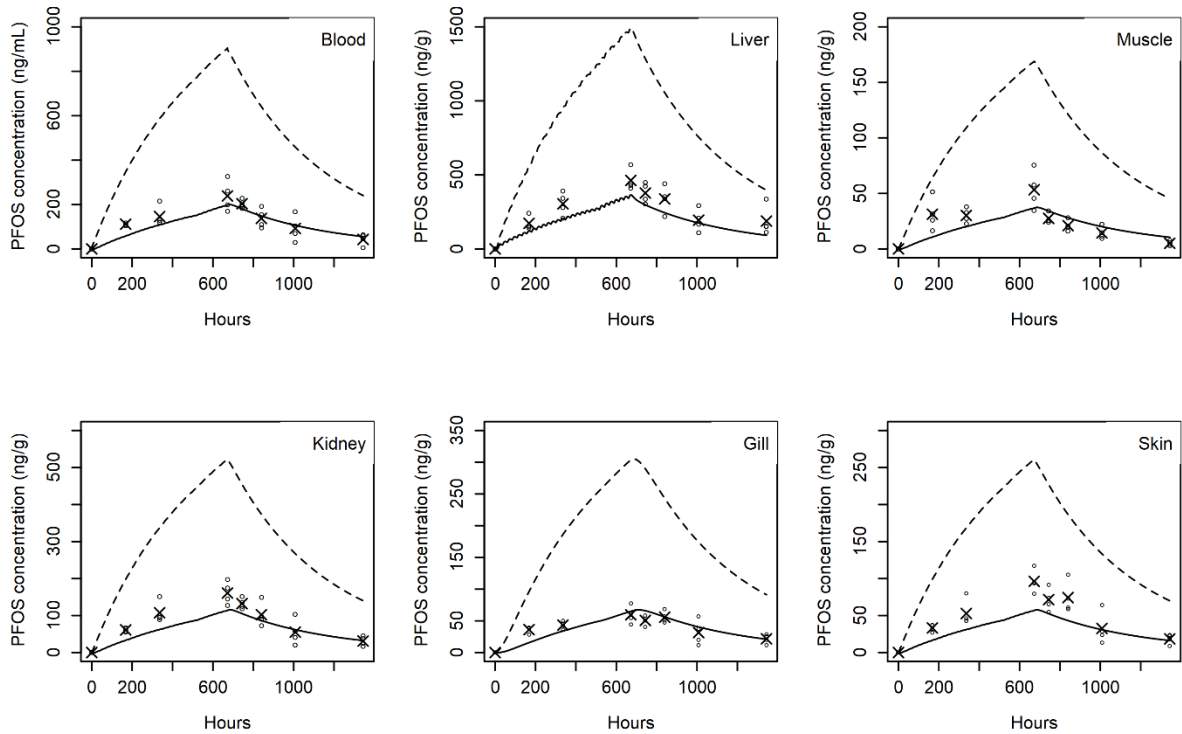 Blood
PFOS concentration (ng/mL)
0 200 600 1000
0 200 600 1000
Hours
Liver
PFOS concentration (ng/g)
0 500 1000 1500
0 200 600 1000
Hours
Muscle
PFOS concentration (ng/g)
0 50 100 150 200
0 200 600 1000
Hours
Kidney
PFOS concentration (ng/g)
0 100 300 500
0 200 600 1000
Hours
Gill
PFOS concentration (ng/g)
0 50 150 250 350
0 200 600 1000
Hours
Skin
PFOS concentration (ng/g)
0 50 150 250
0 200 600 1000
Hours